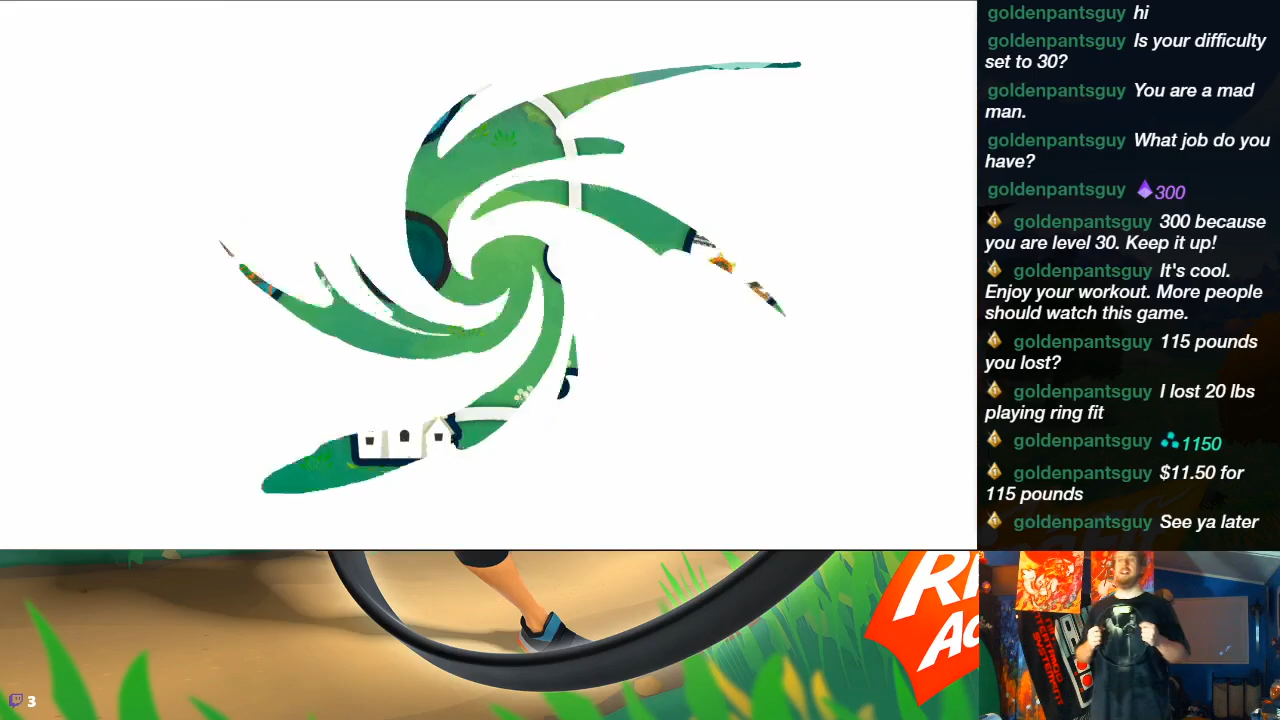 goldenpantsguy hi
goldenpantsguy Is your difficulty
set to 30?
goldenpantsguy You are a mad
man.
goldenpantsguy What job do you
have?
goldenpantsguy 300
goldenpantsguy 300 because
you are level 30. Keep it up!
goldenpantsguy It's cool.
Enjoy your workout. More people
should watch this game.
goldenpantsguy 115 pounds
you lost?
goldenpantsguy I lost 20 lbs
playing ring fit
goldenpantsguy 1150
goldenpantsguy $11.50 for
115 pounds
goldenpantsguy See ya later
3